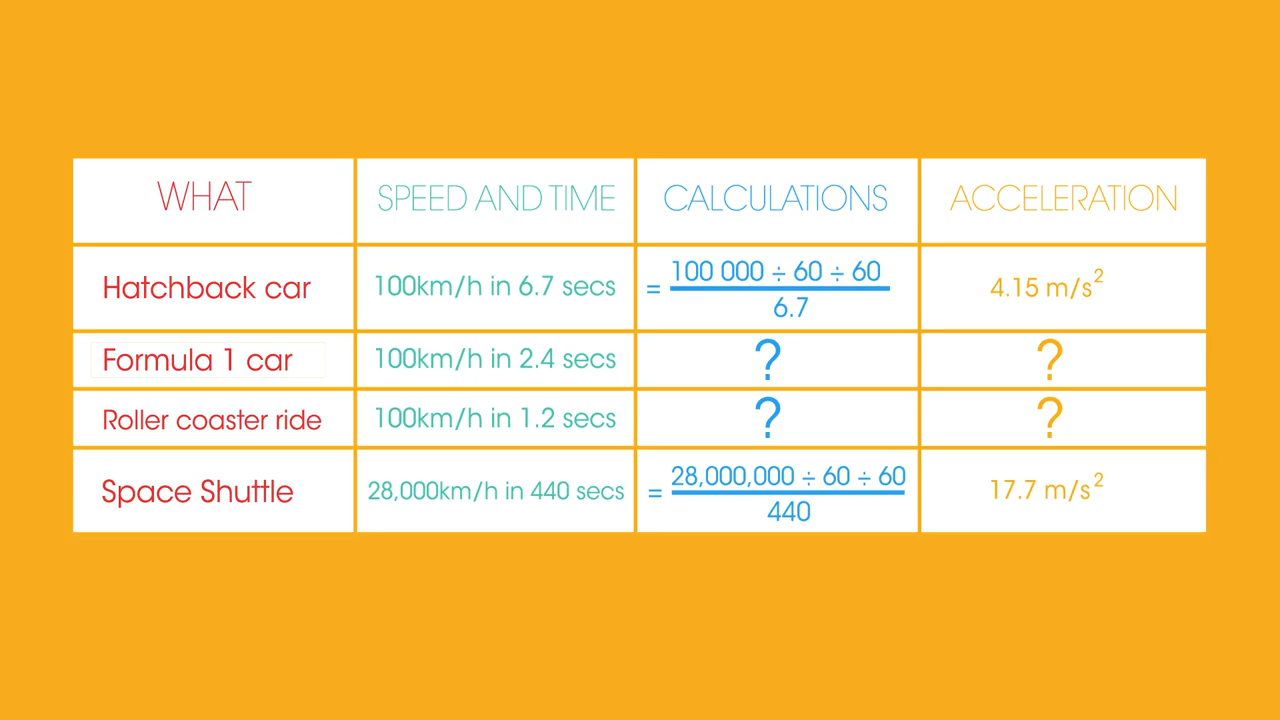 WHAT SPEED AND TIME CALCULATIONS ACCELERATION
Hatchback car 100km/h in 6.7 secs = 100 000 ÷ 60 ÷ 60 4.15 m/s²
6.7
Formula 1 car 100km/h in 2.4 secs ? ?
Roller coaster ride 100km/h in 1.2 secs ? ?
Space Shuttle 28,000km/h in 440 secs = 28,000,000 ÷ 60 ÷ 60 17.7 m/s²
440